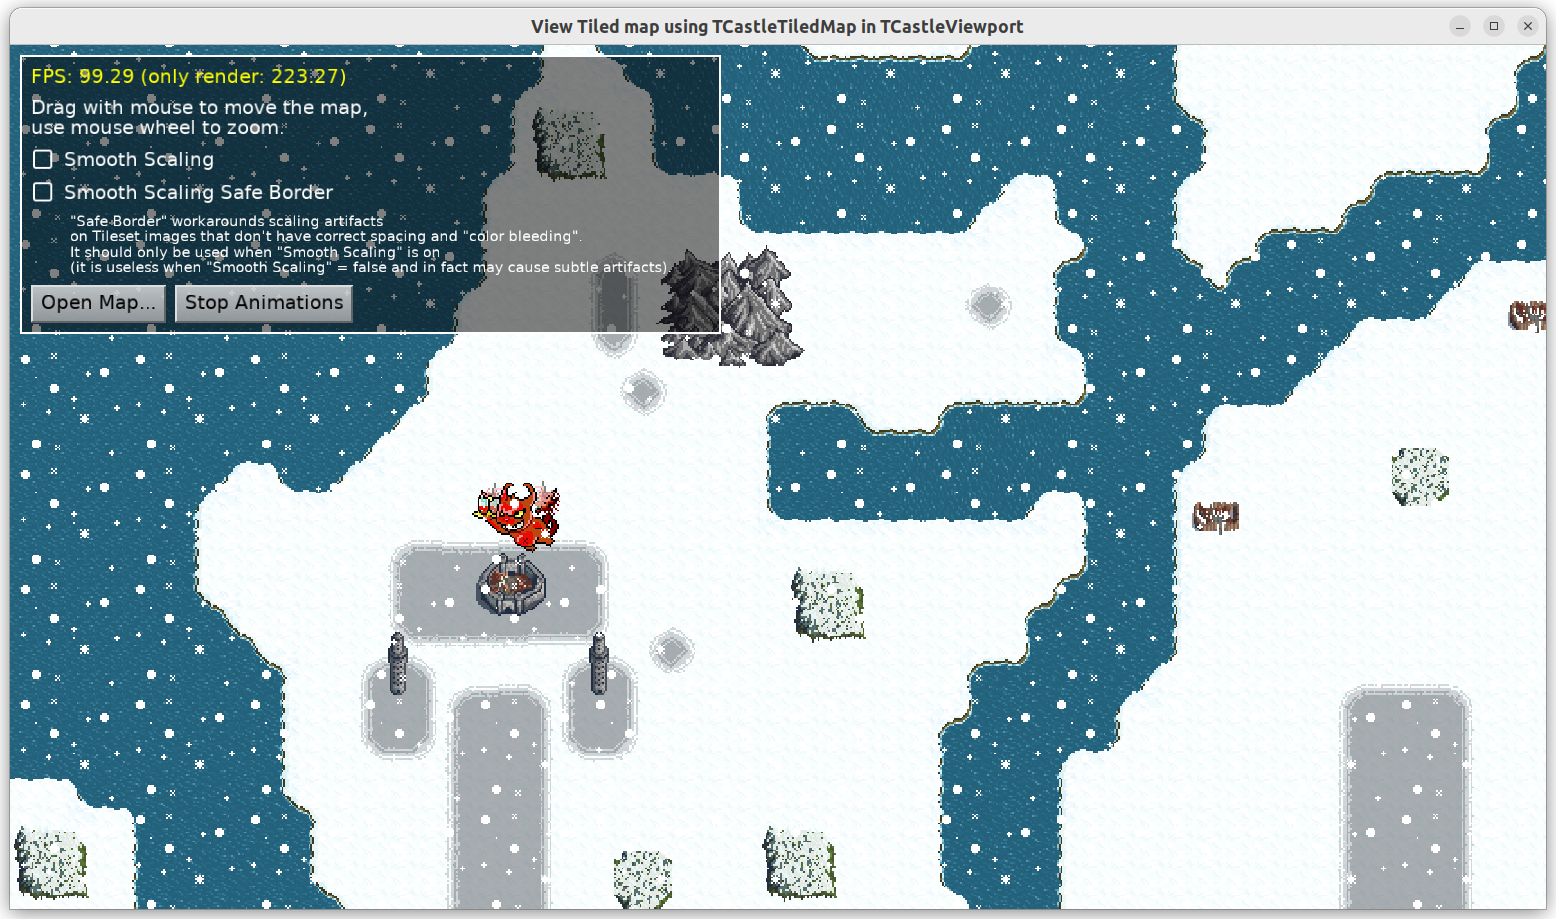 View Tiled map using TCastleTiledMap in TCastleViewport
FPS: 59.29 (only render: 223.27)
Drag with mouse to move the map,
use mouse wheel to zoom.
Smooth Scaling
Smooth Scaling Safe Border
"Safe Border" workarounds scaling artifacts
on Tileset images that don't have correct spacing and "color bleeding".
It should only be used when "Smooth Scaling" is on
(it is useless when "Smooth Scaling" = false and in fact may cause subtle artifacts).
Open Map... Stop Animations